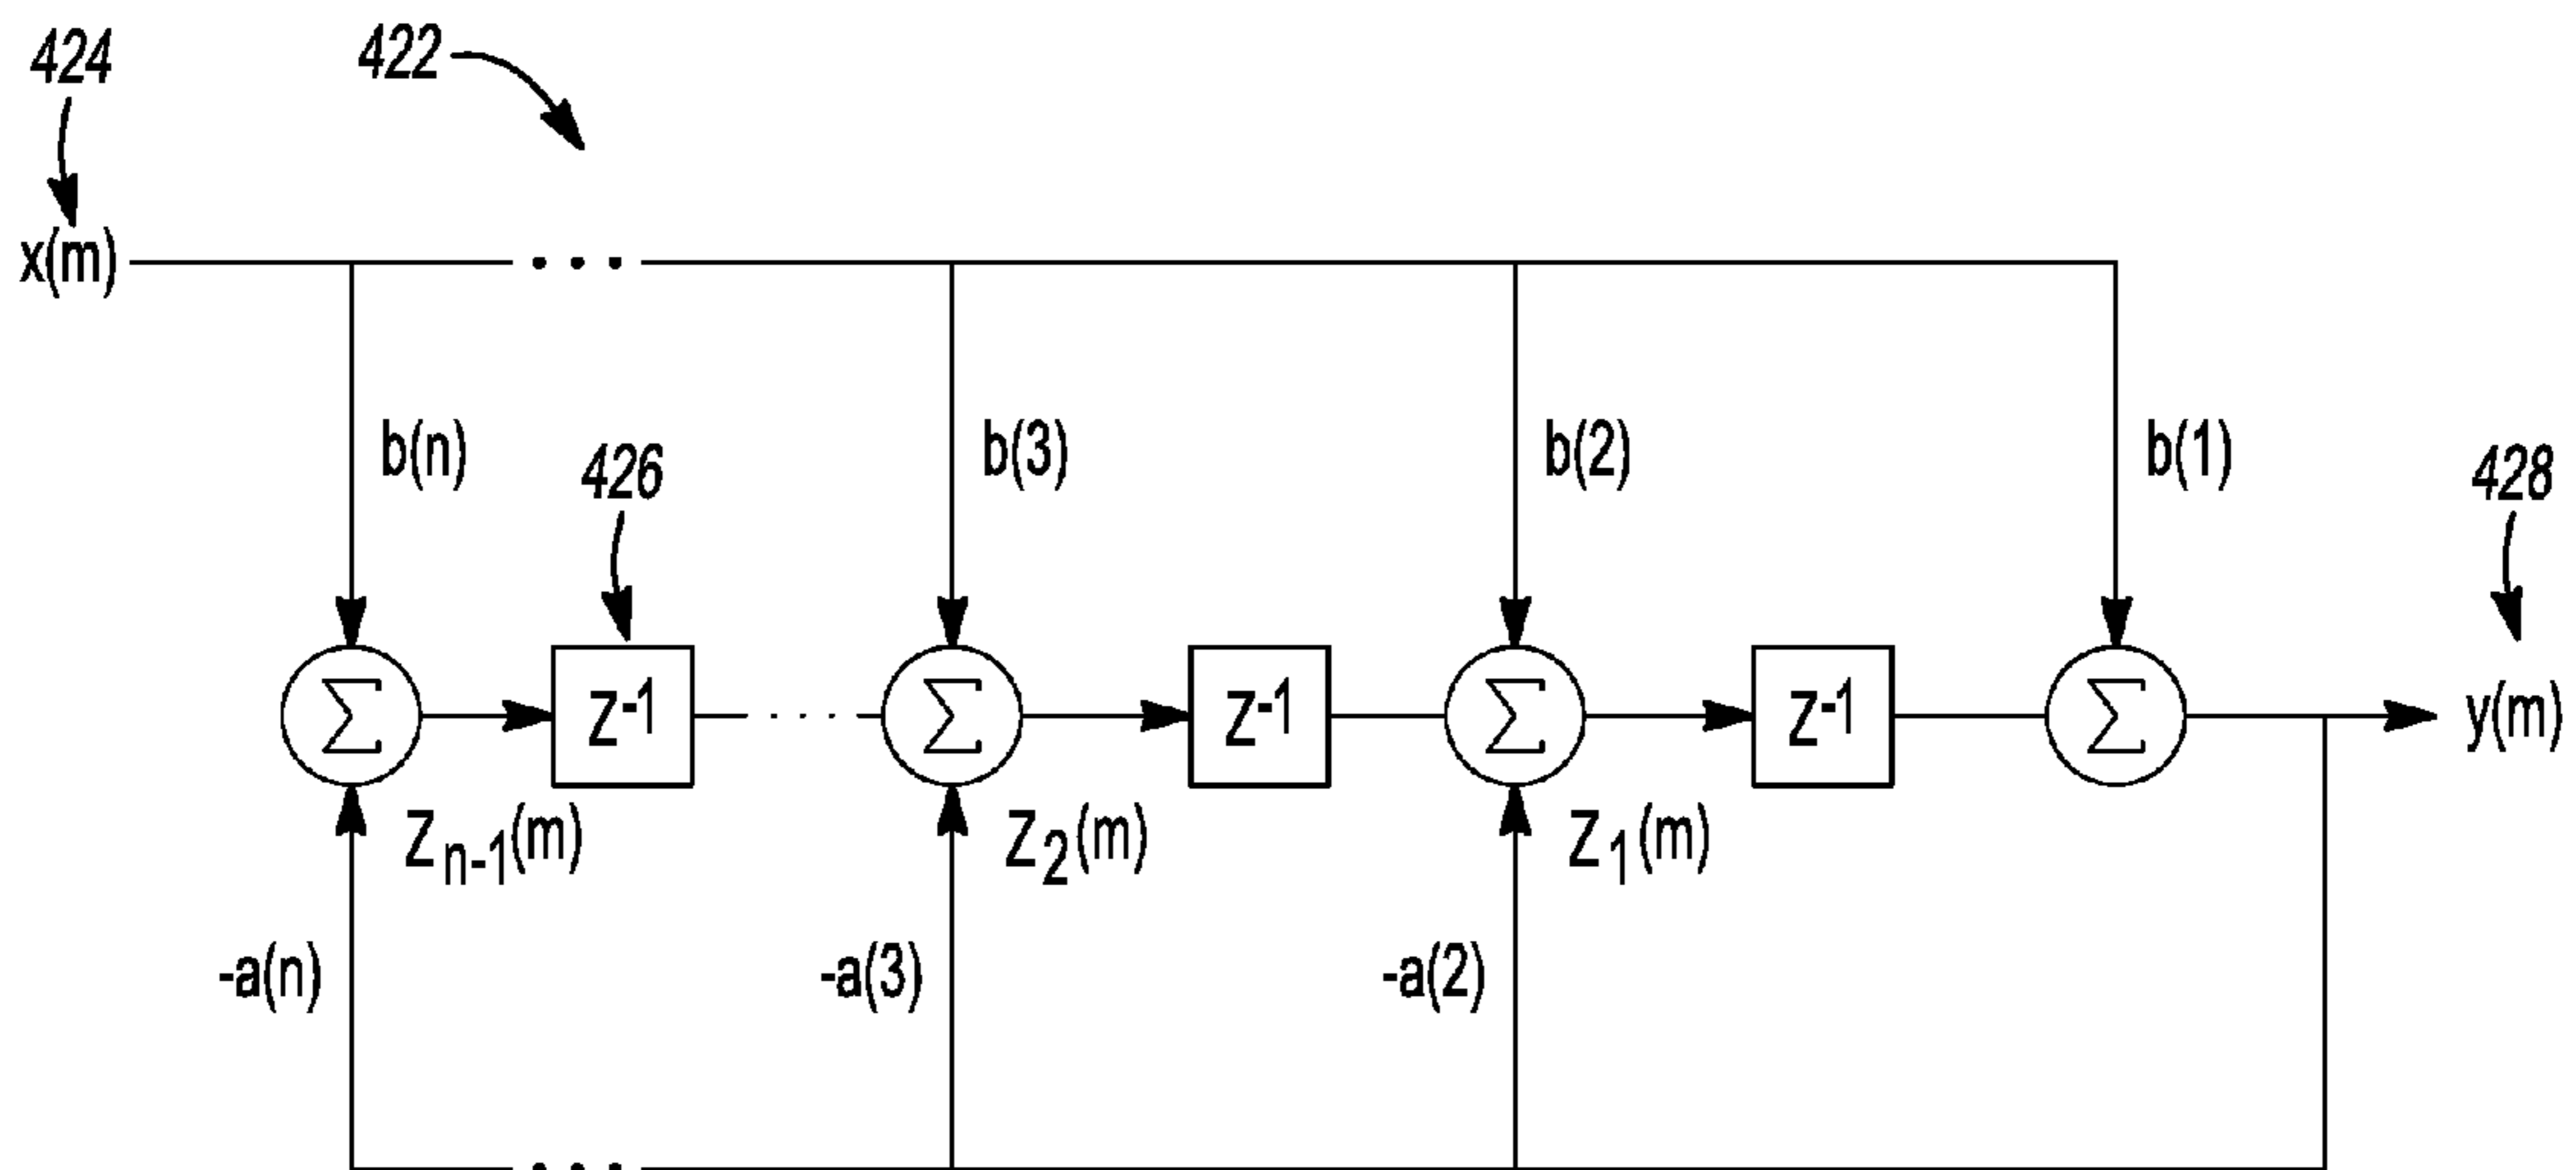 424
422
x(m)
...
b(n)
b(3)
b(2)
b(1)
426
428
Σ
z-1
...
Σ
z-1
Σ
z-1
Σ
y(m)
Zn-1(m)
Z2(m)
Z1(m)
-a(n)
-a(3)
-a(2)
...